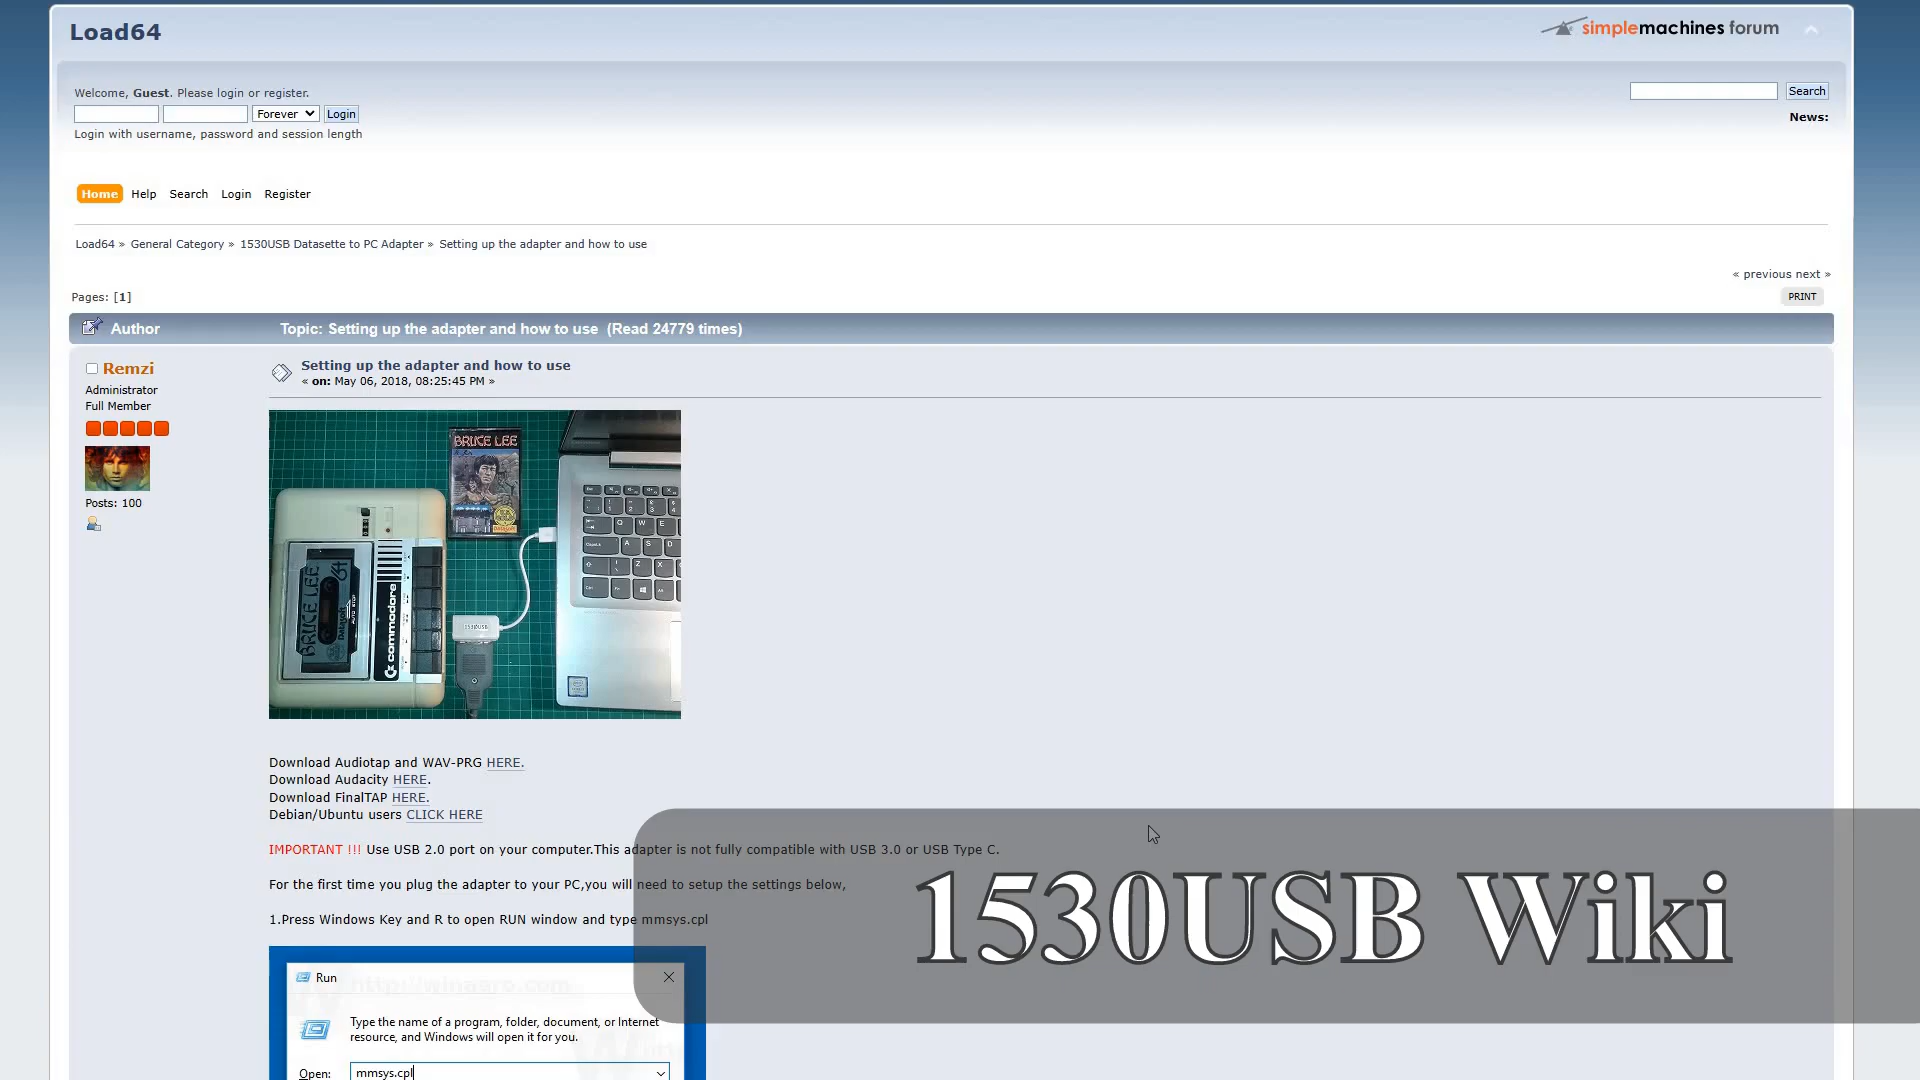 Load64
simplemachines forum
Welcome, Guest. Please login or register.
Forever Login
Login with username, password and session length
Search
News:
Home Help Search Login Register
Load64 » General Category » 1530USB Datasette to PC Adapter » Setting up the adapter and how to use
« previous next »
Pages: [1]
PRINT
Author Topic: Setting up the adapter and how to use (Read 24779 times)
Remzi
Administrator
Full Member
Posts: 100
Setting up the adapter and how to use
« on: May 06, 2018, 08:25:45 PM »
BRUCE LEE
BRUCE LEE
commodore
1530USB
Download Audiotap and WAV-PRG HERE.
Download Audacity HERE.
Download FinalTAP HERE.
Debian/Ubuntu users CLICK HERE
IMPORTANT !!! Use USB 2.0 port on your computer.This adapter is not fully compatible with USB 3.0 or USB Type C.
For the first time you plug the adapter to your PC,you will need to setup the settings below,
1.Press Windows Key and R to open RUN window and type mmsys.cpl
1530USB Wiki
Run
http://winaero.com
Type the name of a program, folder, document, or Internet
resource, and Windows will open it for you.
Open: mmsys.cpl